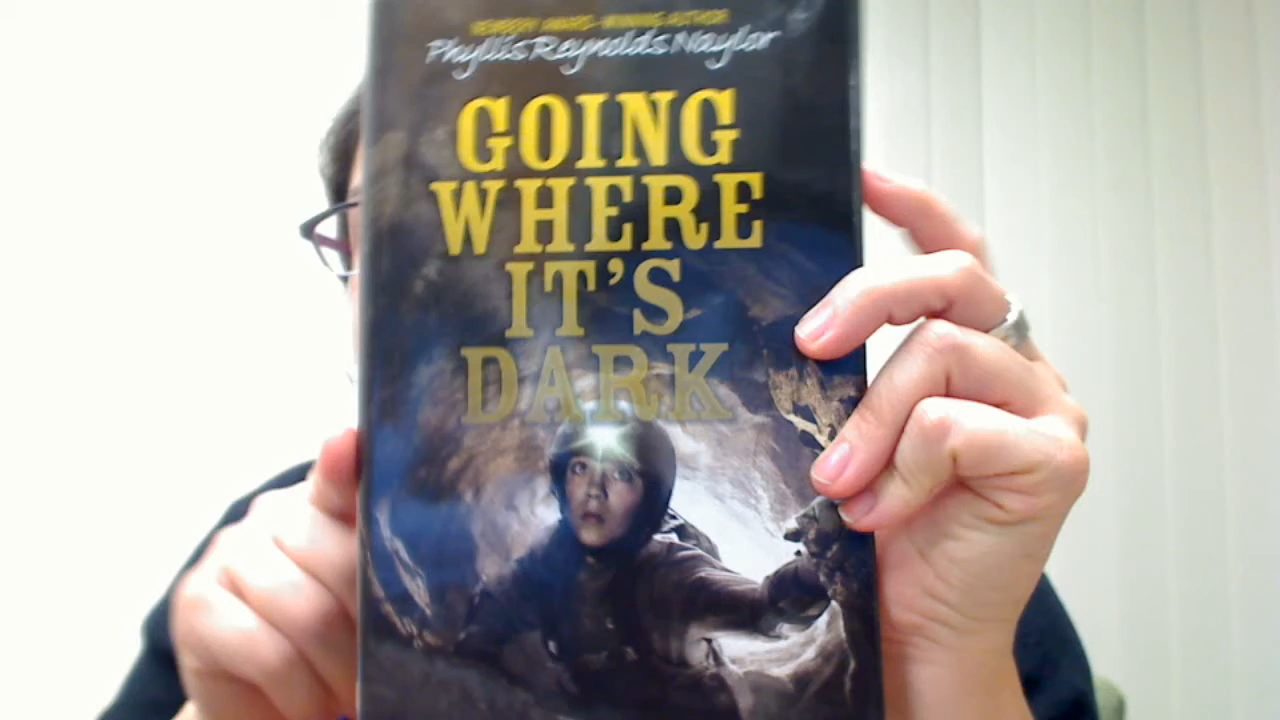 NEWBERY AWARD-WINNING AUTHOR
Phyllis Reynolds Naylor
GOING
WHERE
IT'S
DARK